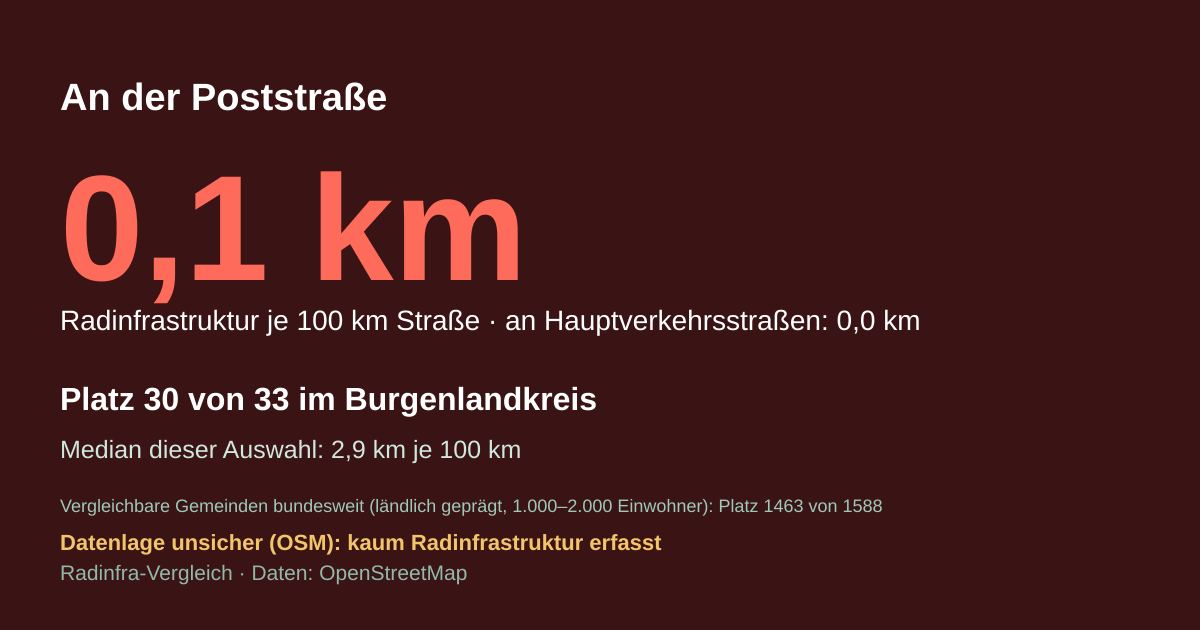 An der Poststraße
0,1 km
Radinfrastruktur je 100 km Straße · an Hauptverkehrsstraßen: 0,0 km
Platz 30 von 33 im Burgenlandkreis
Median dieser Auswahl: 2,9 km je 100 km
Vergleichbare Gemeinden bundesweit (ländlich geprägt, 1.000–2.000 Einwohner): Platz 1463 von 1588
Datenlage unsicher (OSM): kaum Radinfrastruktur erfasst
Radinfra-Vergleich · Daten: OpenStreetMap